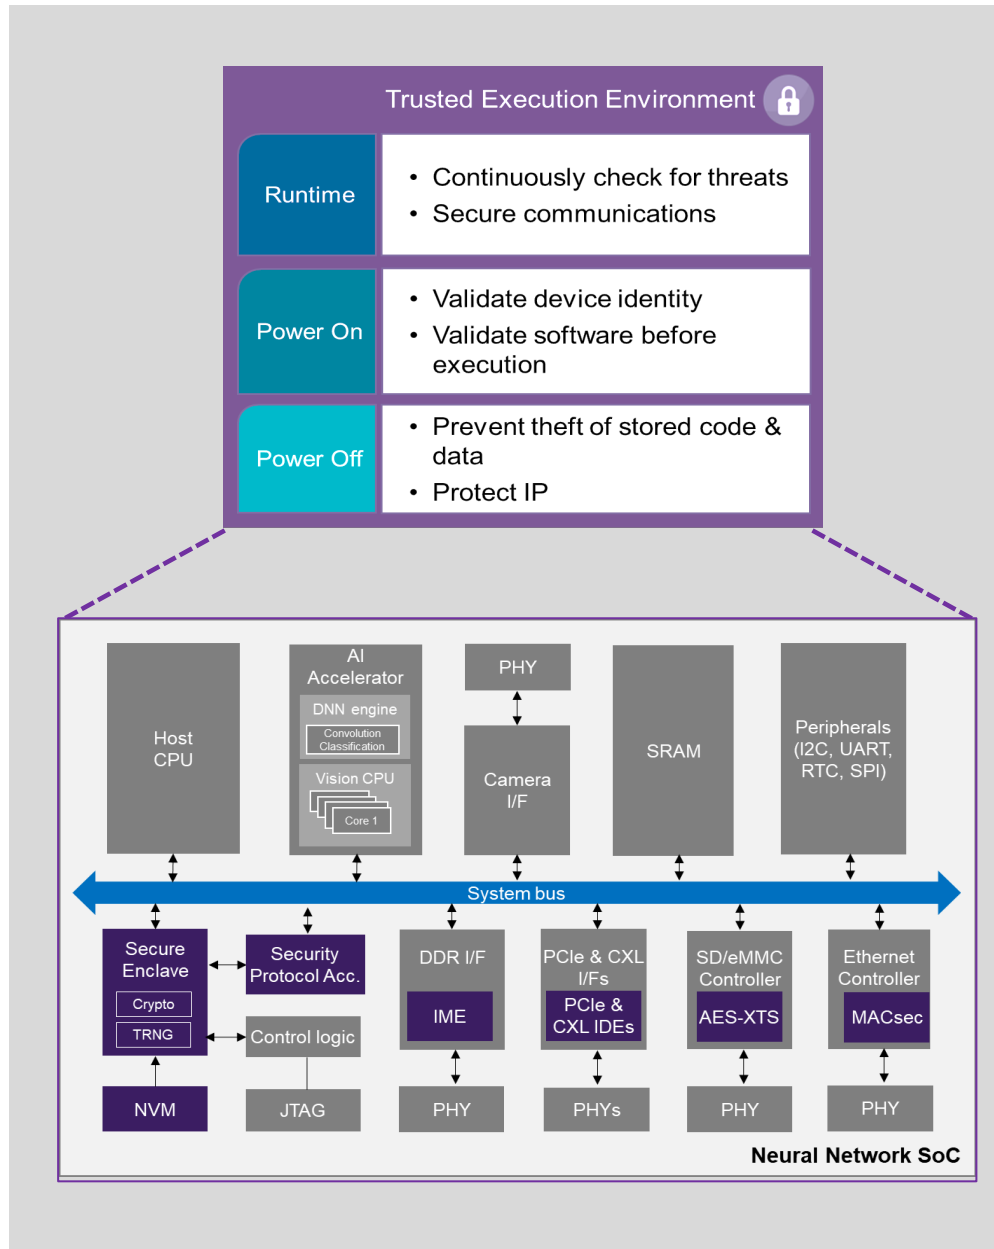 Trusted Execution Environment
Runtime
• Continuously check for threats
• Secure communications
Power On
• Validate device identity
• Validate software before
execution
Power Off
• Prevent theft of stored code &
data
• Protect IP
Host
CPU
AI
Accelerator
DNN engine
Convolution
Classification
Vision CPU
Core 1
PHY
Camera
I/F
SRAM
Peripherals
(I2C, UART,
RTC, SPI)
System bus
Secure
Enclave
Crypto
TRNG
NVM
Security
Protocol Acc.
Control logic
JTAG
DDR I/F
IME
PHY
PCIe & CXL
I/Fs
PCIe &
CXL IDEs
PHYs
SD/eMMC
Controller
AES-XTS
PHY
Ethernet
Controller
MACsec
PHY
Neural Network SoC